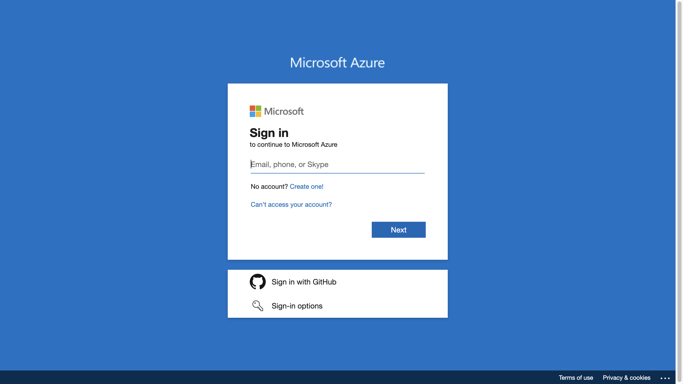 Microsoft Azure
Microsoft
Sign in
to continue to Microsoft Azure
Email, phone, or Skype
No account? Create one!
Can't access your account?
Next
Sign in with GitHub
Sign-in options
Terms of use Privacy & cookies ...